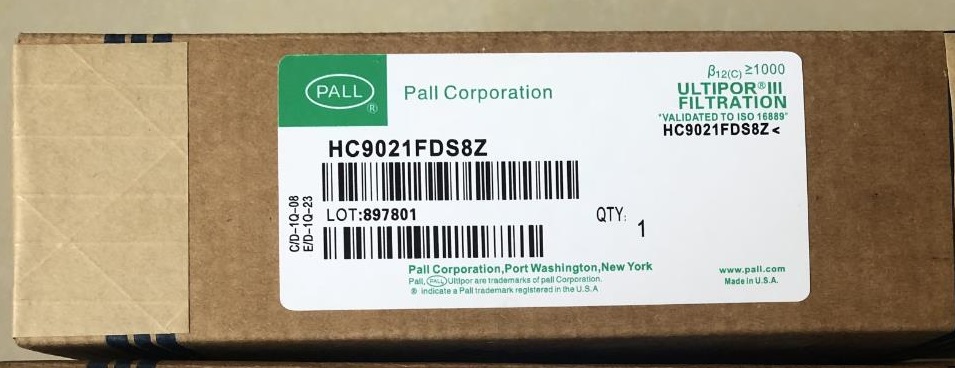 PALL
®
Pall Corporation
β12(C) ≥1000
ULTIPOR® III
FILTRATION
"VALIDATED TO ISO 16889"
HC9021FDS8Z<
HC9021FDS8Z
C/D-1Q-08
E/D-1Q-23
LOT:897801
QTY: 1
Pall Corporation,Port Washington,New York
Pall, PALL Ultipor are trademarks of pall Corporation.
® indicate a Pall trademark registered in the U.S.A
www.pall.com
Made in U.S.A.